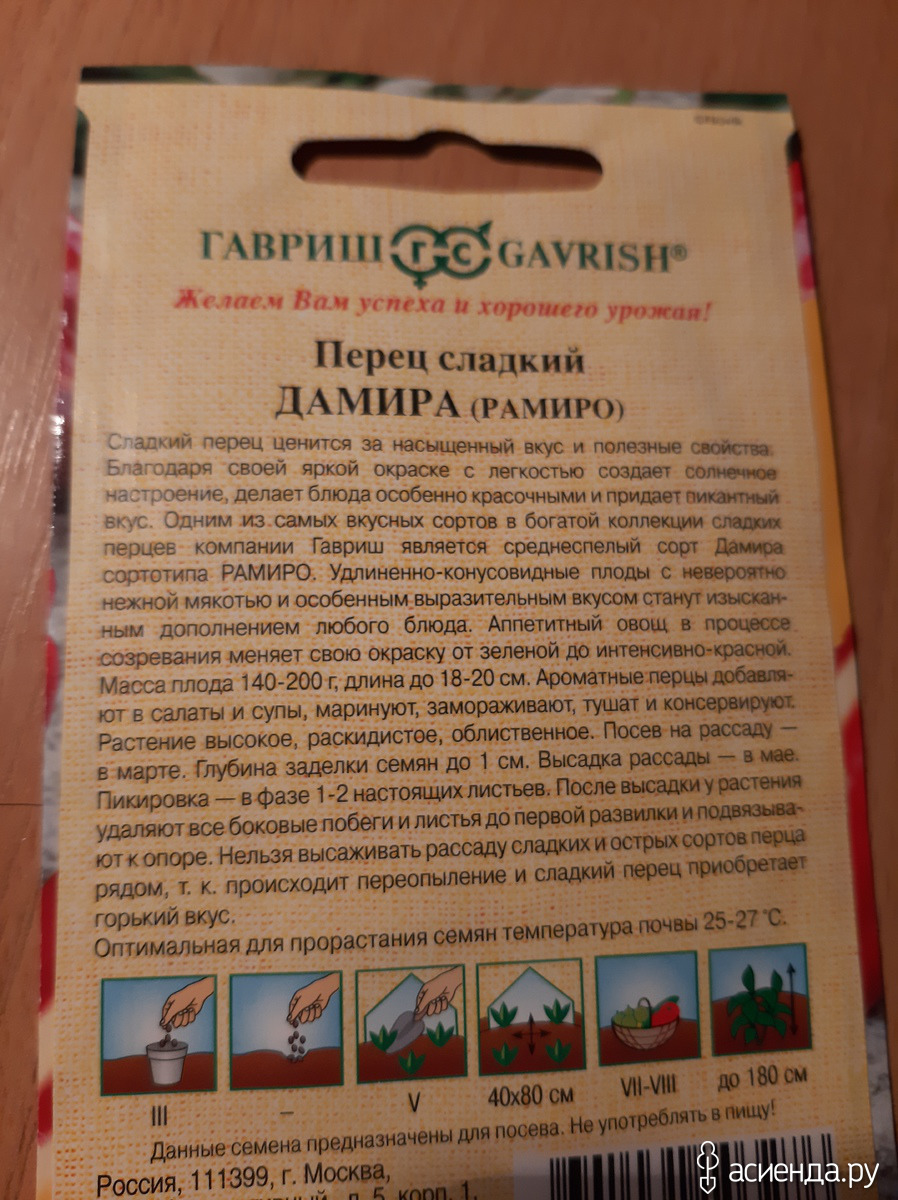 ГАВРИШ ГС GAVRISH®
Желаем Вам успеха и хорошего урожая!
Перец сладкий
ДАМИРА (РАМИРО)
Сладкий перец ценится за насыщенный вкус и полезные свойства.
Благодаря своей яркой окраске с легкостью создает солнечное
настроение, делает блюда особенно красочными и придает пикантный
вкус. Одним из самых вкусных сортов в богатой коллекции сладких
перцев компании Гавриш является среднеспелый сорт Дамира
сортотипа РАМИРО. Удлиненно-конусовидные плоды с невероятно
нежной мякотью и особенным выразительным вкусом станут изыскан-
ным дополнением любого блюда. Аппетитный овощ в процессе
созревания меняет свою окраску от зеленой до интенсивно-красной.
Масса плода 140-200 г, длина до 18-20 см. Ароматные перцы добавля-
ют в салаты и супы, маринуют, замораживают, тушат и консервируют.
Растение высокое, раскидистое, облиственное. Посев на рассаду —
в марте. Глубина заделки семян до 1 см. Высадка рассады — в мае.
Пикировка — в фазе 1-2 настоящих листьев. После высадки у растения
удаляют все боковые побеги и листья до первой развилки и подвязыва-
ют к опоре. Нельзя высаживать рассаду сладких и острых сортов перца
рядом, т. к. происходит переопыление и сладкий перец приобретает
горький вкус.
Оптимальная для прорастания семян температура почвы 25-27 °С.
III – V 40х80 см VII-VIII до 180 см
Данные семена предназначены для посева. Не употреблять в пищу!
Россия, 111399, г. Москва,
д. 5, корп. 1,
асиенда.ру